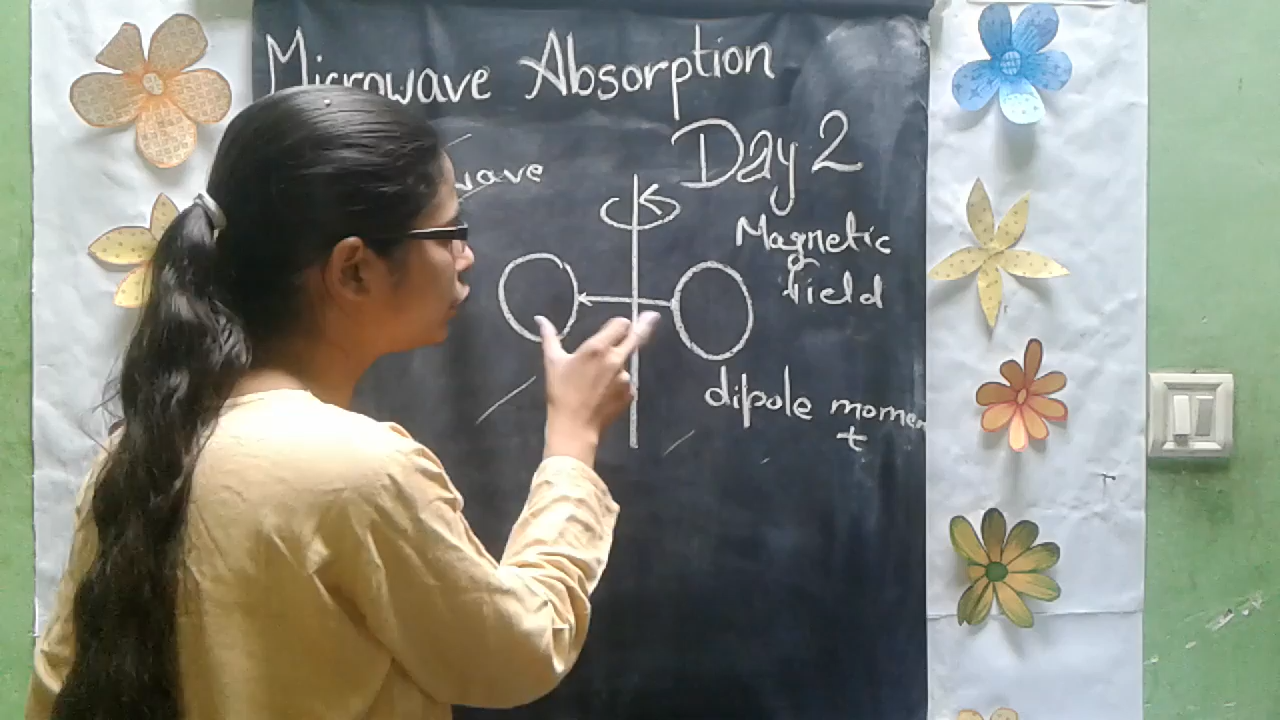 Microwave Absorption
Day 2
wave
Magnetic
field
dipole momen
t